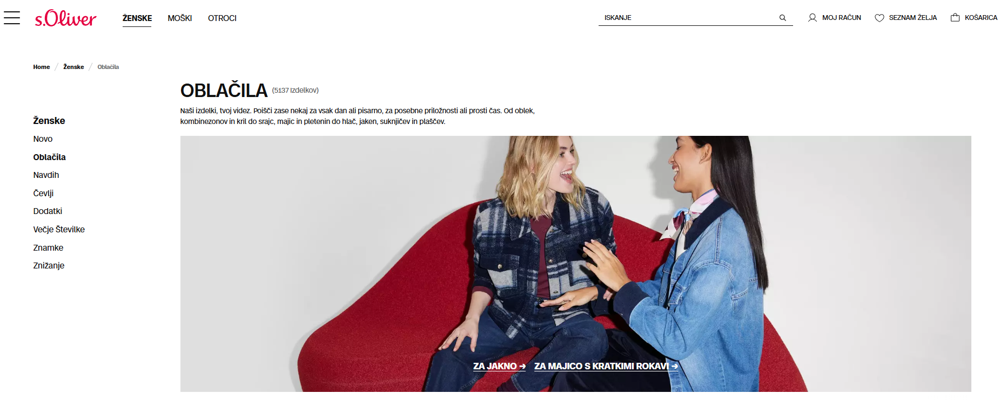 s.Oliver
ŽENSKE
MOŠKI
OTROCI
ISKANJE
MOJ RAČUN
SEZNAM ŽELJA
KOŠARICA
Home / Ženske / Oblačila
OBLAČILA (5137 Izdelkov)
Naši izdelki, tvoj videz. Poišči zase nekaj za vsak dan ali pisarno, za posebne priložnosti ali prosti čas. Od oblek,
kombinezonov in kril do srajc, majic in pletenin do hlač, jaken, suknjičev in plaščev.
Ženske
Novo
Oblačila
Navdih
Čevlji
Dodatki
Večje Številke
Znamke
Znižanje
ZA JAKNO →
ZA MAJICO S KRATKIMI ROKAVI →